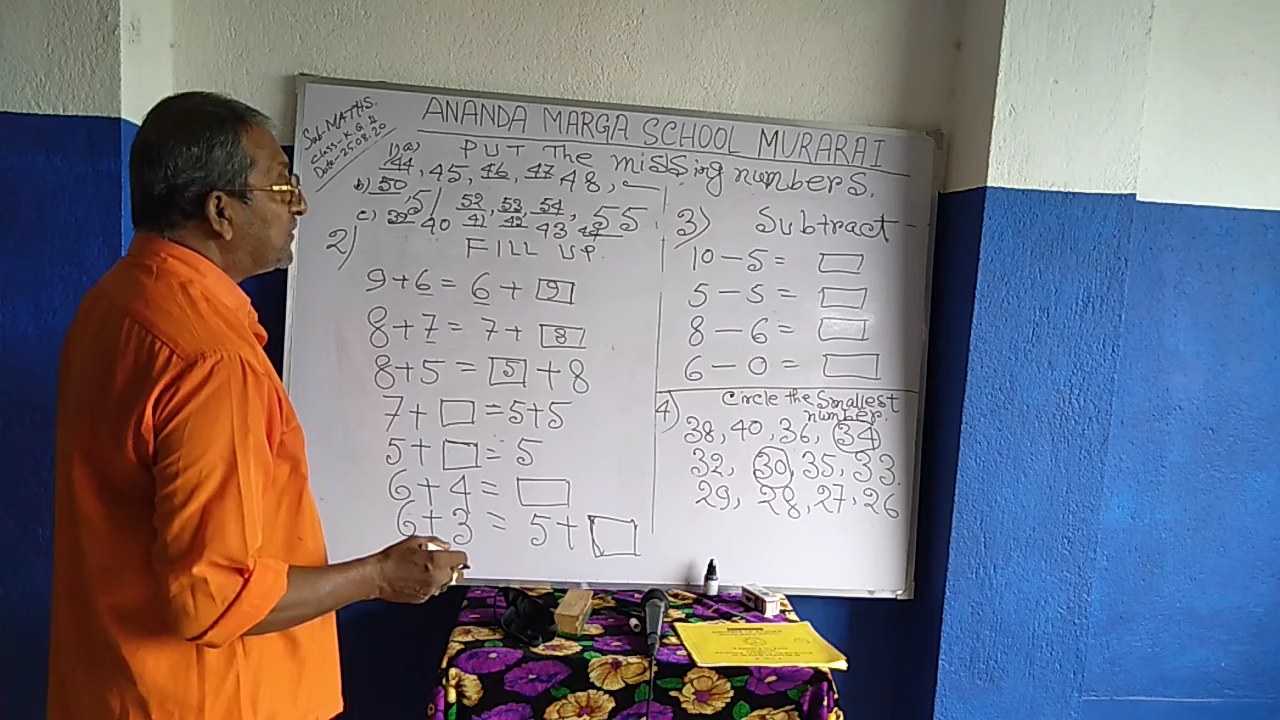 Sub-MATHS.
Class- K.G. II
Date- 25.08.20
ANANDA MARGA SCHOOL MURARAI
PUT The missing numbers.
1) a) 44, 45, 46, 47 48,
b) 50, 51 52, 53, 54, 55
c) 39 40 41 42 43 44
2) FILL UP.
9+6 = 6 + 9
8+7 = 7+ 8
8+5 = 5 +8
7+ = 5+5
5+ = 5
6+4 =
6+3 = 5+
3) Subtract -
10-5=
5-5=
8-6=
6-0=
4) Circle the Smallest
number.
38, 40, 36, 34
32, 30, 35, 33.
29, 28, 27, 26